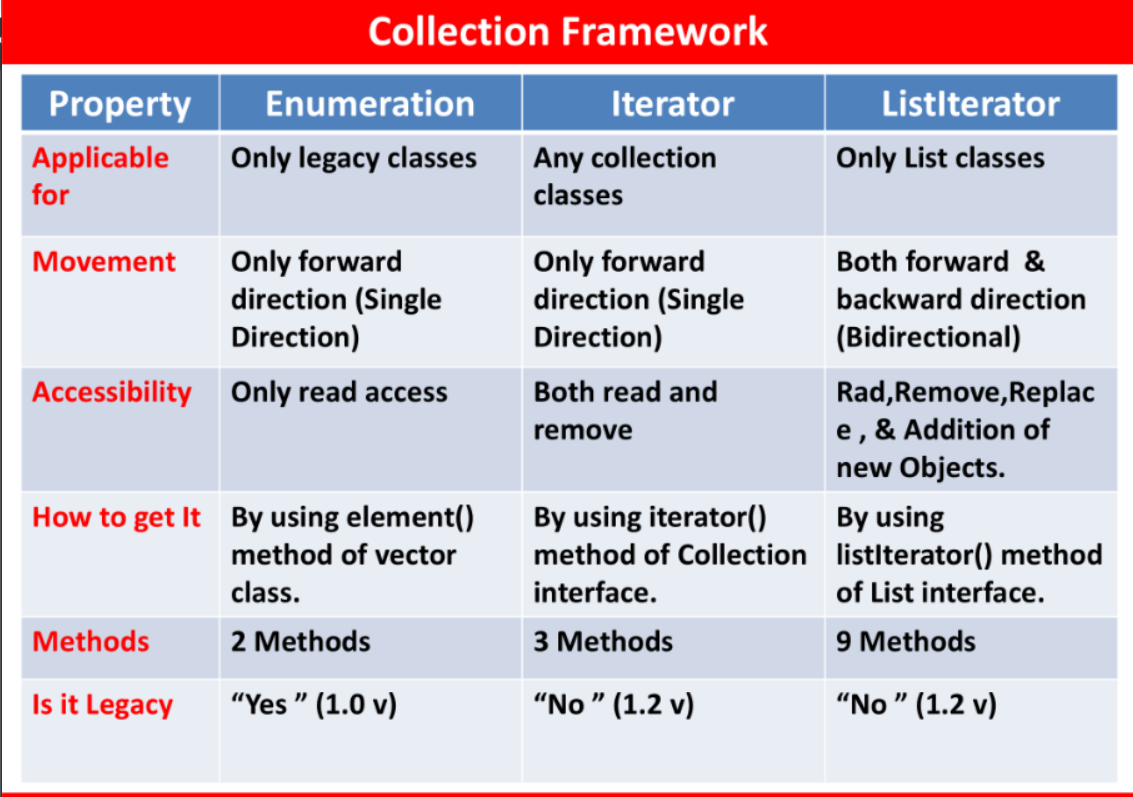 Collection Framework
Property Enumeration Iterator ListIterator
Applicable
for
Only legacy classes
Any collection
classes
Only List classes
Movement
Only forward
direction (Single
Direction)
Only forward
direction (Single
Direction)
Both forward &
backward direction
(Bidirectional)
Accessibility
Only read access
Both read and
remove
Rad,Remove,Replac
e , & Addition of
new Objects.
How to get It
By using element()
method of vector
class.
By using iterator()
method of Collection
interface.
By using
listIterator() method
of List interface.
Methods
2 Methods
3 Methods
9 Methods
Is it Legacy
“Yes ” (1.0 v)
“No ” (1.2 v)
“No ” (1.2 v)